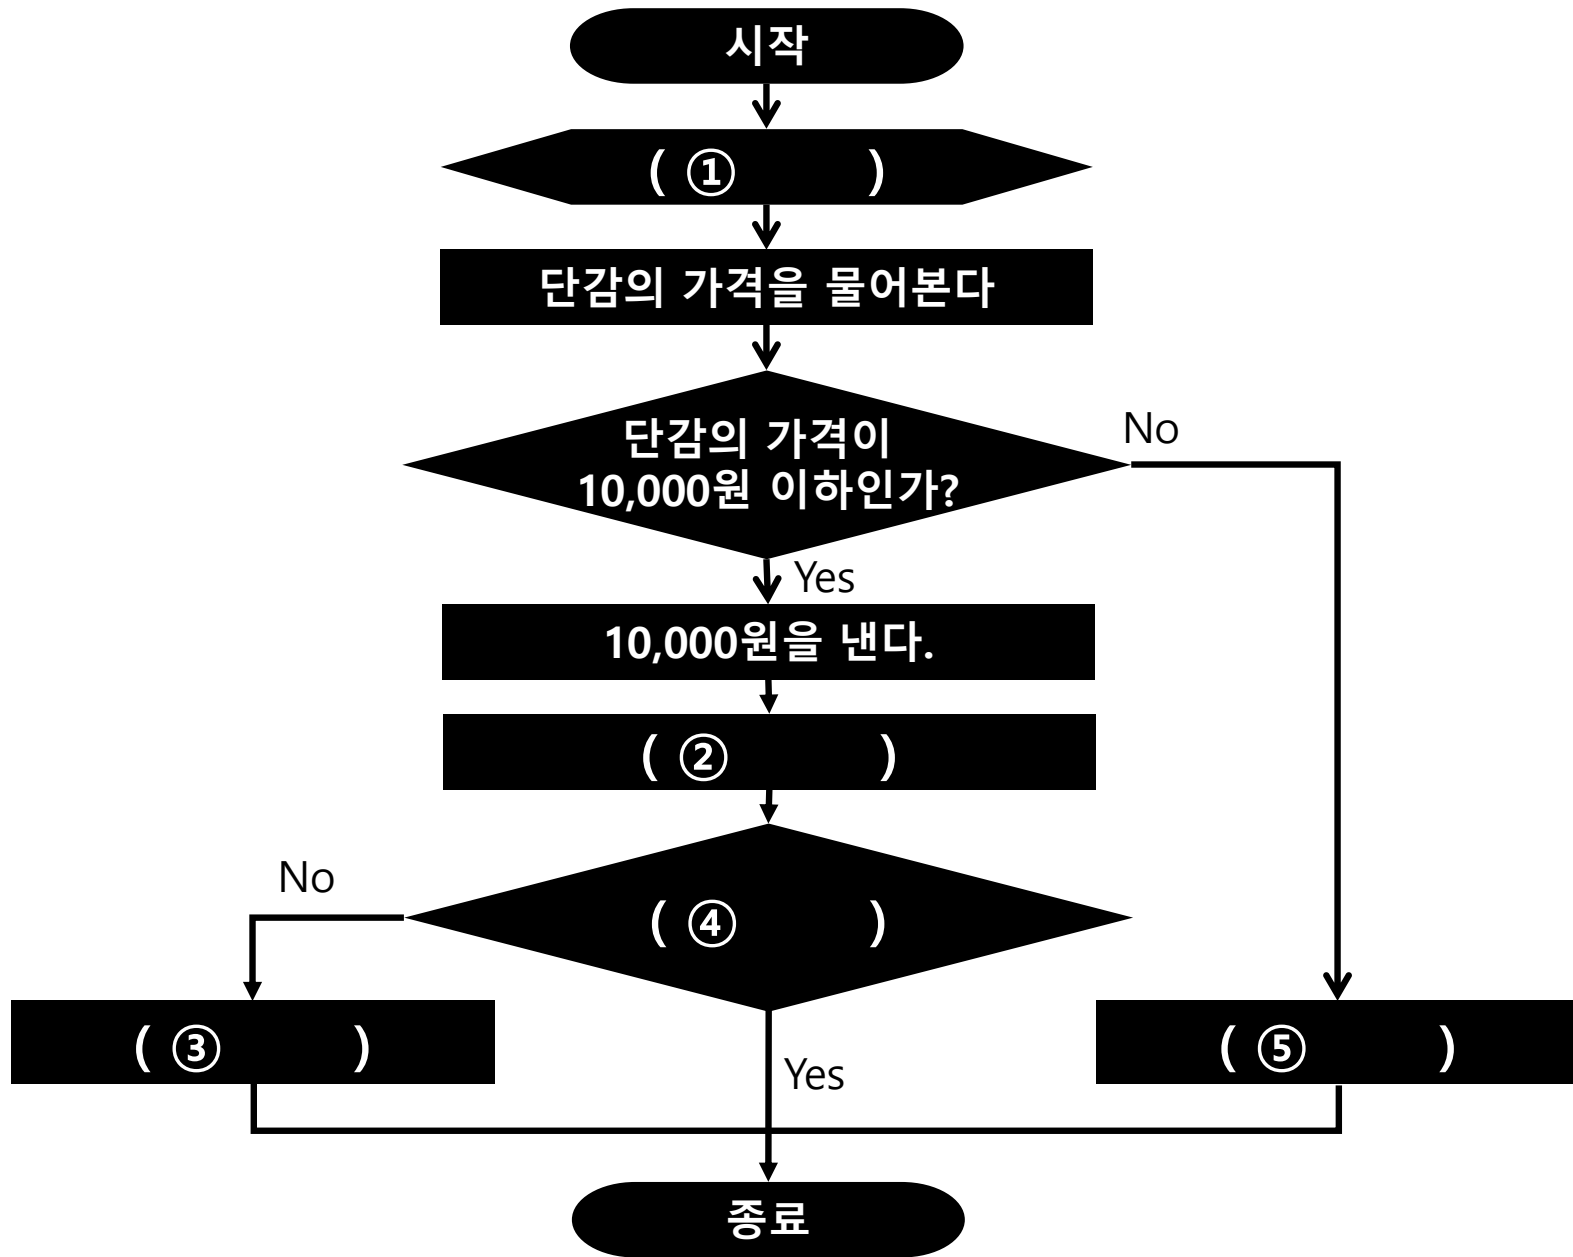 시작
( ① )
단감의 가격을 물어본다
단감의 가격이
10,000원 이하인가?
No
Yes
10,000원을 낸다.
( ② )
No
( ④ )
( ③ )
( ⑤ )
Yes
종료